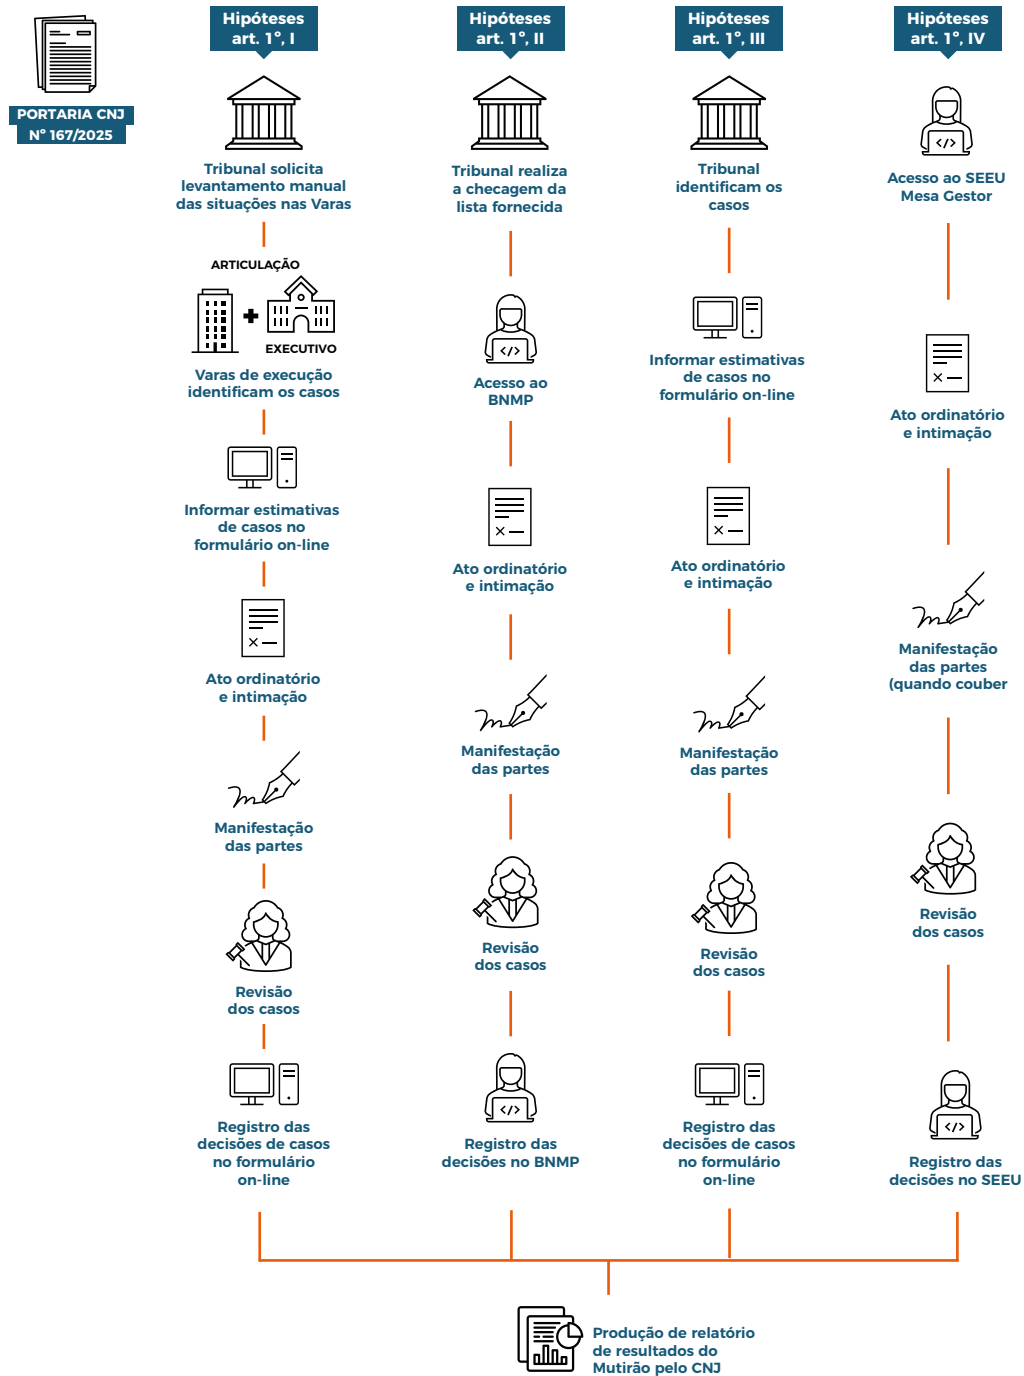 PORTARIA CNJ
Nº 167/2025
Hipóteses
art. 1º, I
Tribunal solicita
levantamento manual
das situações nas Varas
ARTICULAÇÃO
EXECUTIVO
Varas de execução
identificam os casos
Informar estimativas
de casos no
formulário on-line
Ato ordinatório
e intimação
Manifestação
das partes
Revisão
dos casos
Registro das
decisões de casos
no formulário
on-line
Hipóteses
art. 1º, II
Tribunal realiza
a checagem da
lista fornecida
Acesso ao
BNMP
Ato ordinatório
e intimação
Manifestação
das partes
Revisão
dos casos
Registro das
decisões no BNMP
Hipóteses
art. 1º, III
Tribunal
identificam os
casos
Informar estimativas
de casos no
formulário on-line
Ato ordinatório
e intimação
Manifestação
das partes
Revisão
dos casos
Registro das
decisões de casos
no formulário
on-line
Hipóteses
art. 1º, IV
Acesso ao SEEU
Mesa Gestor
Ato ordinatório
e intimação
Manifestação
das partes
(quando couber
Revisão
dos casos
Registro das
decisões no SEEU
Produção de relatório
de resultados do
Mutirão pelo CNJ